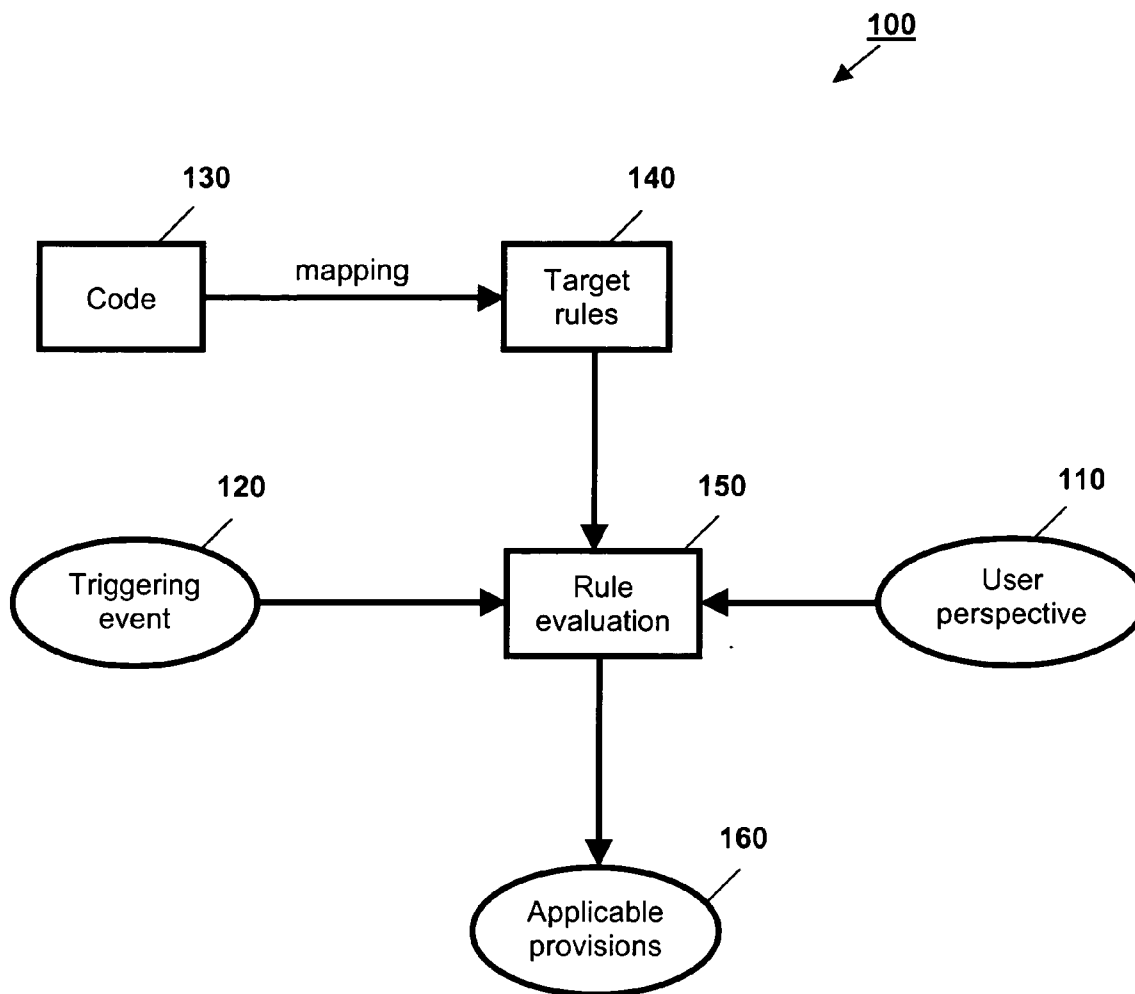 100
130
140
Code
mapping
Target
rules
120
150
110
Triggering
event
Rule
evaluation
User
perspective
160
Applicable
provisions